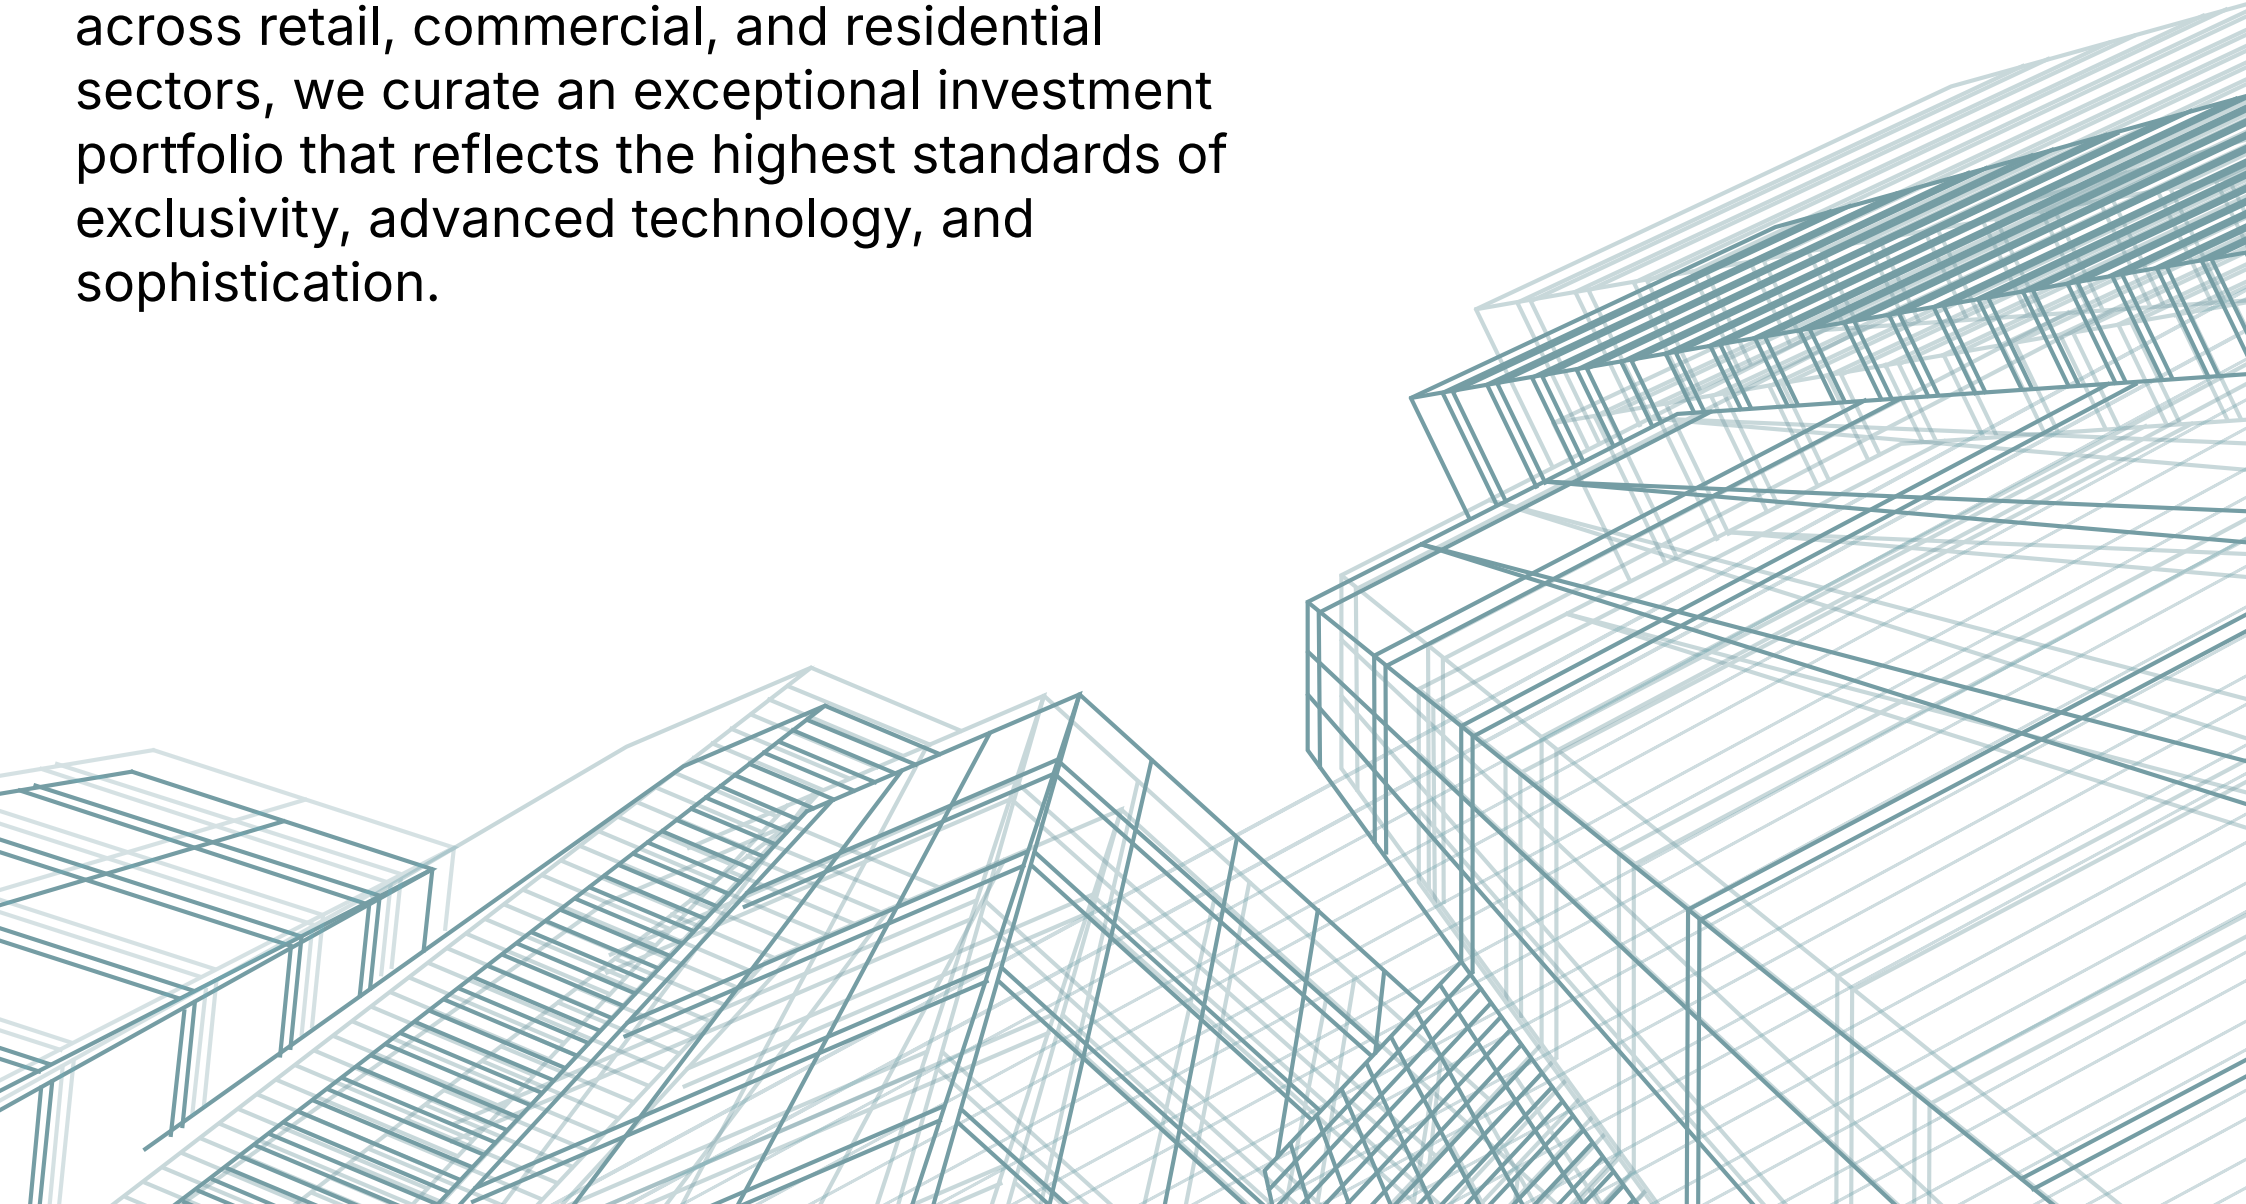 across retail, commercial, and residential
sectors, we curate an exceptional investment
portfolio that reflects the highest standards of
exclusivity, advanced technology, and
sophistication.